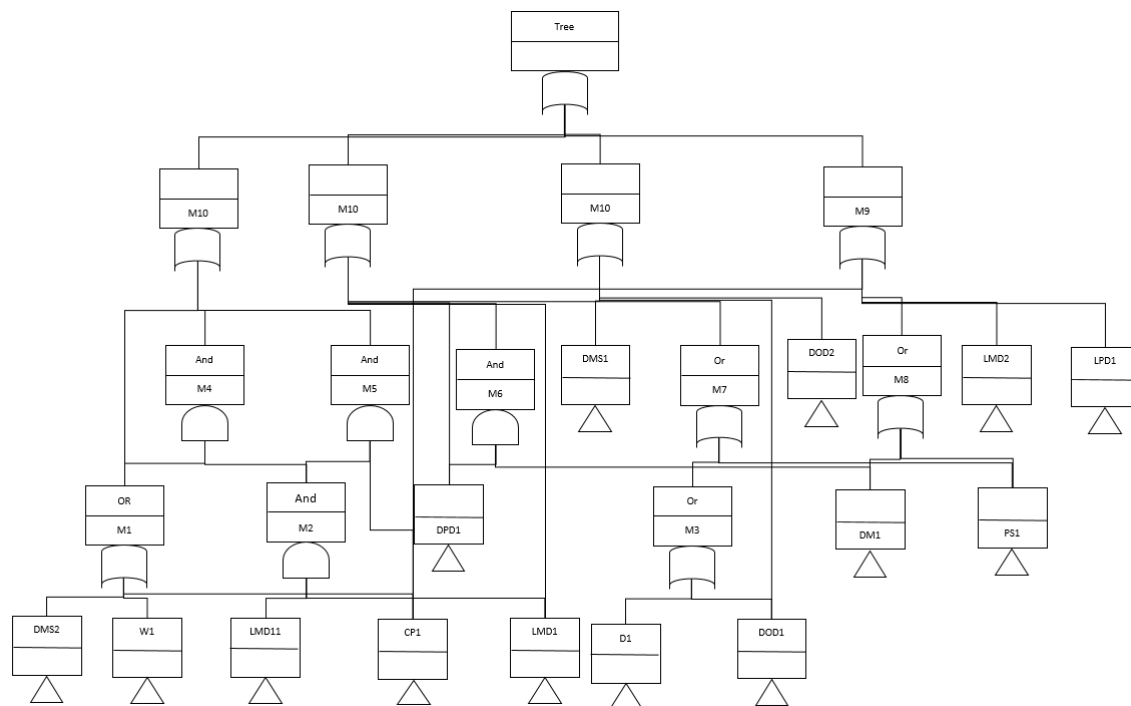 Tree
M10
M10
M10
M9
And
M4
And
M5
And
M6
DMS1
Or
M7
DOD2
Or
M8
LMD2
LPD1
OR
M1
And
M2
DPD1
Or
M3
DM1
PS1
DMS2
W1
LMD11
CP1
LMD1
D1
DOD1